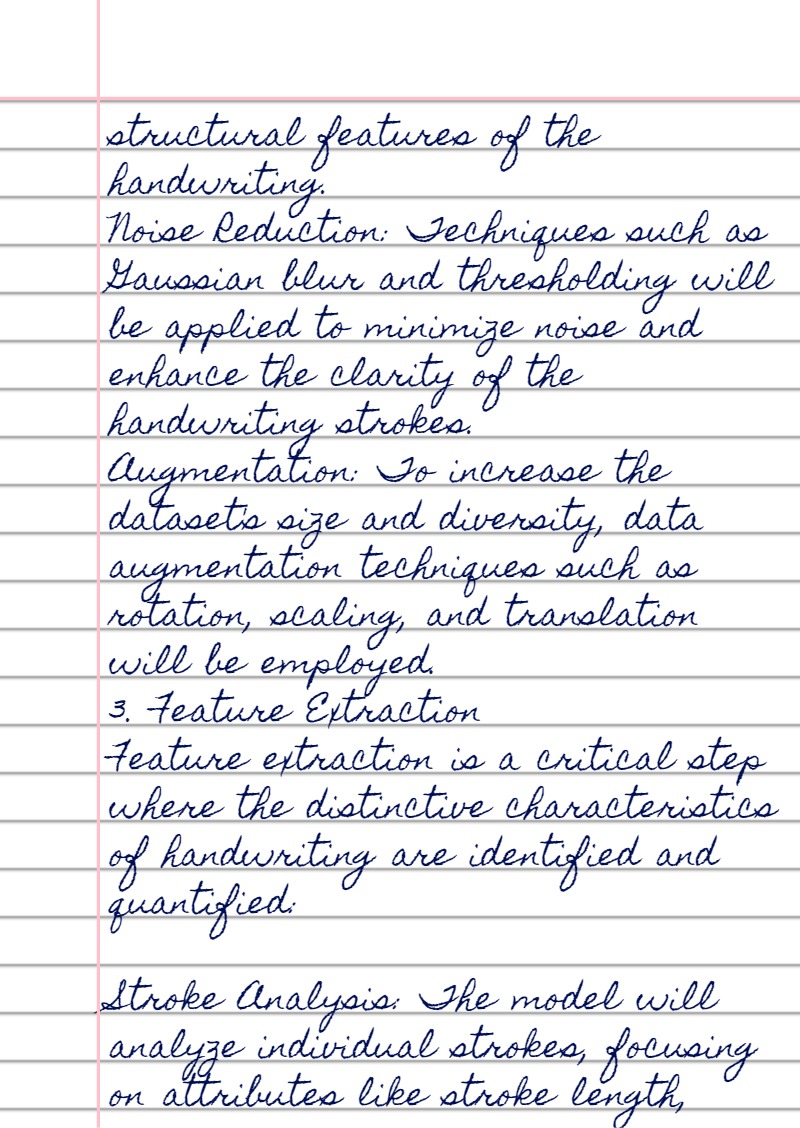 structural features of the
handwriting.
Noise Reduction: Techniques such as
Gaussian blur and thresholding will
be applied to minimize noise and
enhance the clarity of the
handwriting strokes.
Augmentation: To increase the
dataset's size and diversity, data
augmentation techniques such as
rotation, scaling, and translation
will be employed.
3. Feature Extraction
Feature extraction is a critical step
where the distinctive characteristics
of handwriting are identified and
quantified:
Stroke Analysis: The model will
analyze individual strokes, focusing
on attributes like stroke length,